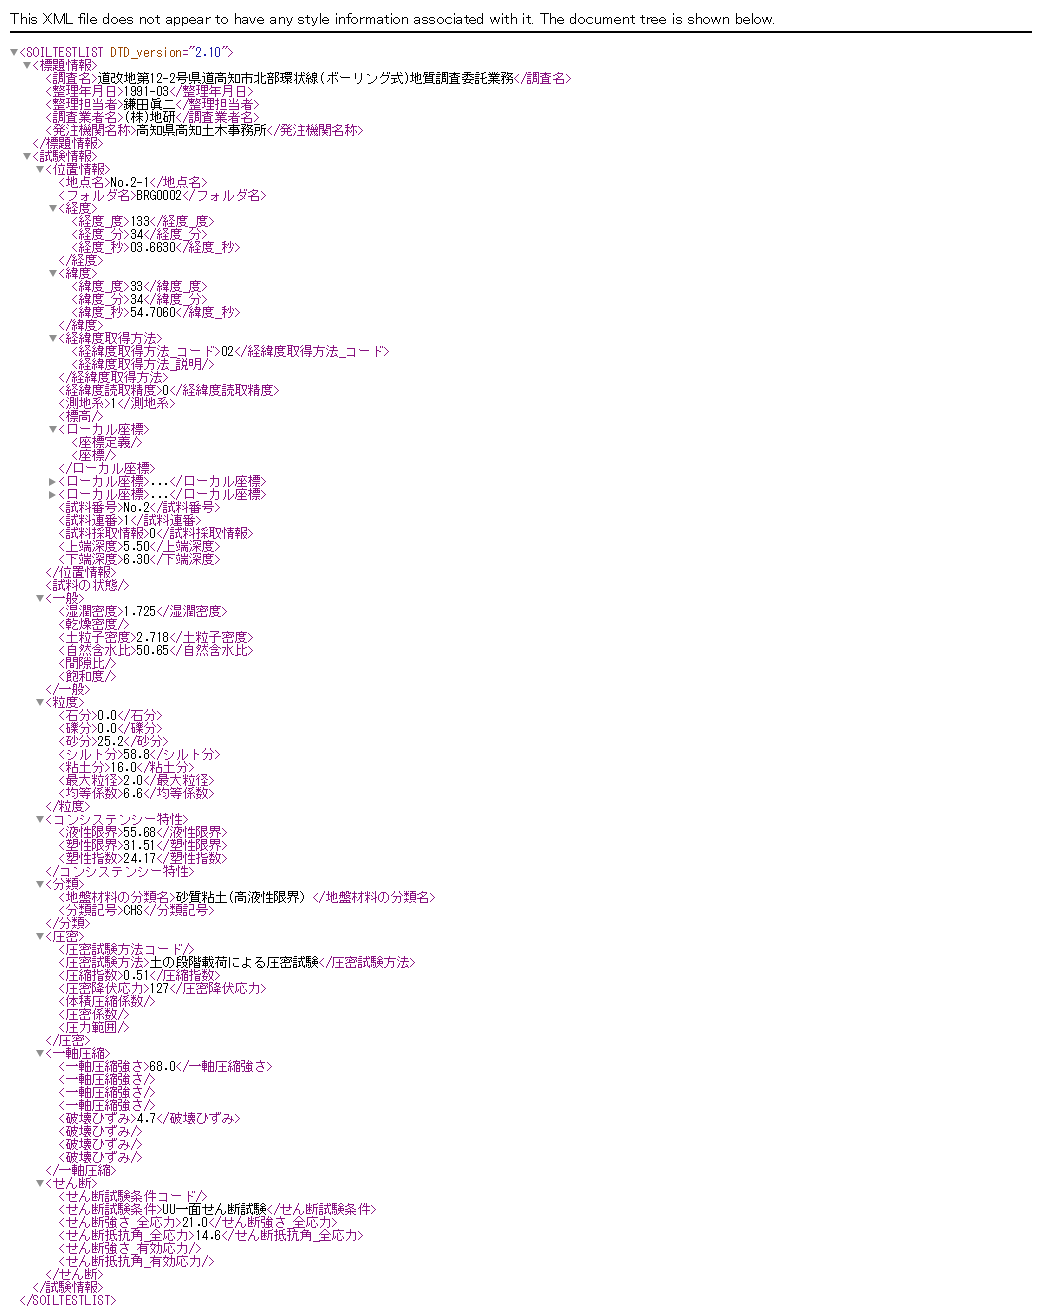 This XML file does not appear to have any style information associated with it. The document tree is shown below.
▼<SOILTESTLIST DTD_version="2.10">
▼<標題情報>
<調査名>道改地第12-2号県道高知市北部環状線(ボーリング式)地質調査委託業務</調査名>
<整理年月日>1991-03</整理年月日>
<整理担当者>鎌田眞二</整理担当者>
<調査業者名>(株)地研</調査業者名>
<発注機関名称>高知県高知土木事務所</発注機関名称>
</標題情報>
▼<試験情報>
▼<位置情報>
<地点名>No.2-1</地点名>
<フォルダ名>BRG0002</フォルダ名>
▼<経度>
<経度_度>133</経度_度>
<経度_分>34</経度_分>
<経度_秒>03.6630</経度_秒>
</経度>
▼<緯度>
<緯度_度>33</緯度_度>
<緯度_分>34</緯度_分>
<緯度_秒>54.7060</緯度_秒>
</緯度>
▼<経緯度取得方法>
<経緯度取得方法_コード>02</経緯度取得方法_コード>
<経緯度取得方法_説明/>
</経緯度取得方法>
<経緯度読取精度>0</経緯度読取精度>
<測地系>1</測地系>
<標高/>
▼<ローカル座標>
<座標定義/>
<座標/>
</ローカル座標>
▶<ローカル座標>...</ローカル座標>
▶<ローカル座標>...</ローカル座標>
<試料番号>No.2</試料番号>
<試料連番>1</試料連番>
<試料採取情報>0</試料採取情報>
<上端深度>5.50</上端深度>
<下端深度>6.30</下端深度>
</位置情報>
<試料の状態/>
▼<一般>
<湿潤密度>1.725</湿潤密度>
<乾燥密度/>
<土粒子密度>2.718</土粒子密度>
<自然含水比>50.65</自然含水比>
<間隙比/>
<飽和度/>
</一般>
▼<粒度>
<石分>0.0</石分>
<礫分>0.0</礫分>
<砂分>25.2</砂分>
<シルト分>58.8</シルト分>
<粘土分>16.0</粘土分>
<最大粒径>2.0</最大粒径>
<均等係数>6.6</均等係数>
</粒度>
▼<コンシステンシー特性>
<液性限界>55.68</液性限界>
<塑性限界>31.51</塑性限界>
<塑性指数>24.17</塑性指数>
</コンシステンシー特性>
▼<分類>
<地盤材料の分類名>砂質粘土(高液性限界) </地盤材料の分類名>
<分類記号>CHS</分類記号>
</分類>
▼<圧密>
<圧密試験方法コード/>
<圧密試験方法>土の段階載荷による圧密試験</圧密試験方法>
<圧縮指数>0.51</圧縮指数>
<圧密降伏応力>127</圧密降伏応力>
<体積圧縮係数/>
<圧密係数/>
<圧力範囲/>
</圧密>
▼<一軸圧縮>
<一軸圧縮強さ>68.0</一軸圧縮強さ>
<一軸圧縮強さ/>
<一軸圧縮強さ/>
<一軸圧縮強さ/>
<破壊ひずみ>4.7</破壊ひずみ>
<破壊ひずみ/>
<破壊ひずみ/>
<破壊ひずみ/>
</一軸圧縮>
▼<せん断>
<せん断試験条件コード/>
<せん断試験条件>UU一面せん断試験</せん断試験条件>
<せん断強さ_全応力>21.0</せん断強さ_全応力>
<せん断抵抗角_全応力>14.6</せん断抵抗角_全応力>
<せん断強さ_有効応力/>
<せん断抵抗角_有効応力/>
</せん断>
</試験情報>
</SOILTESTLIST>